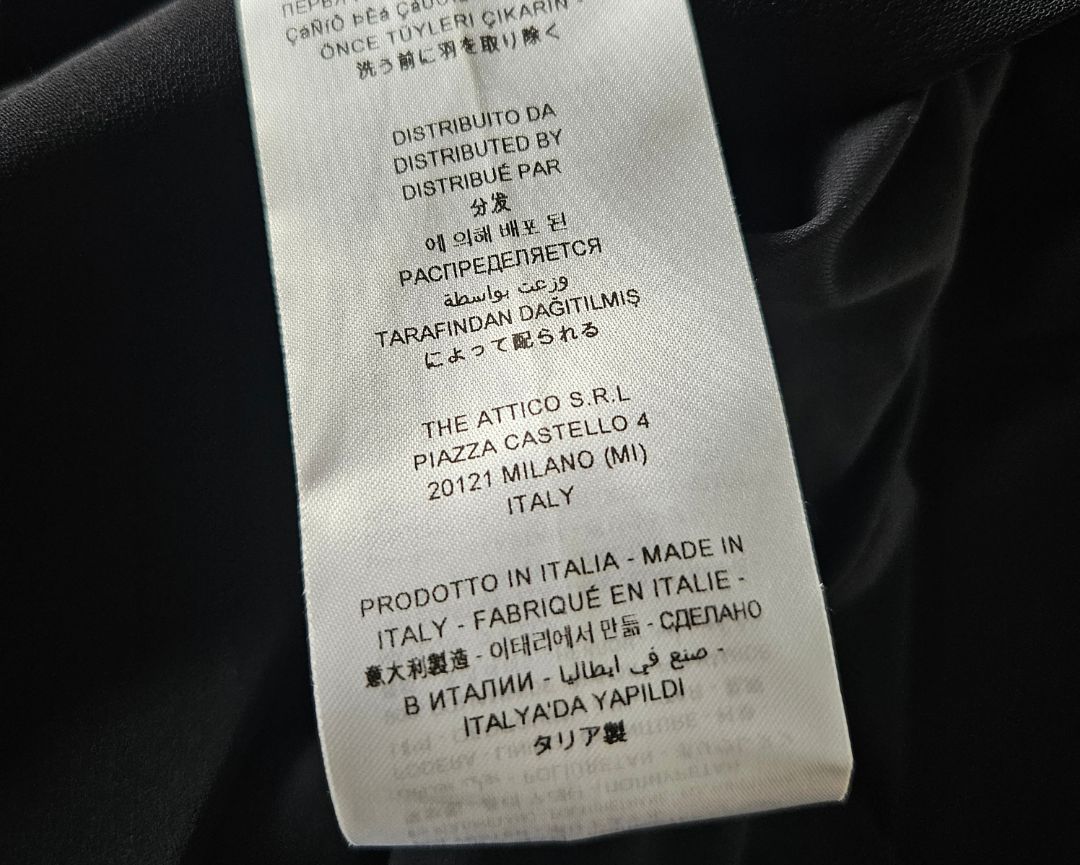 ÖNCE TÜYLERI ÇIKARIN -
洗う前に羽を取り除く
DISTRIBUITO DA
DISTRIBUTED BY
DISTRIBUÉ PAR
分发
에 의해 배포 된
РАСПРЕДЕЛЯЕТСЯ
وزعت بواسطة
TARAFINDAN DAĞITILMIŞ
によって配られる
THE ATTICO S.R.L
PIAZZA CASTELLO 4
20121 MILANO (MI)
ITALY
PRODOTTO IN ITALIA - MADE IN
ITALY - FABRIQUÉ EN ITALIE -
意大利製造 - 이태리에서 만듦 - СДЕЛАНО
В ИТАЛИИ - صنع في ايطاليا -
ITALYA'DA YAPILDI
タリア製